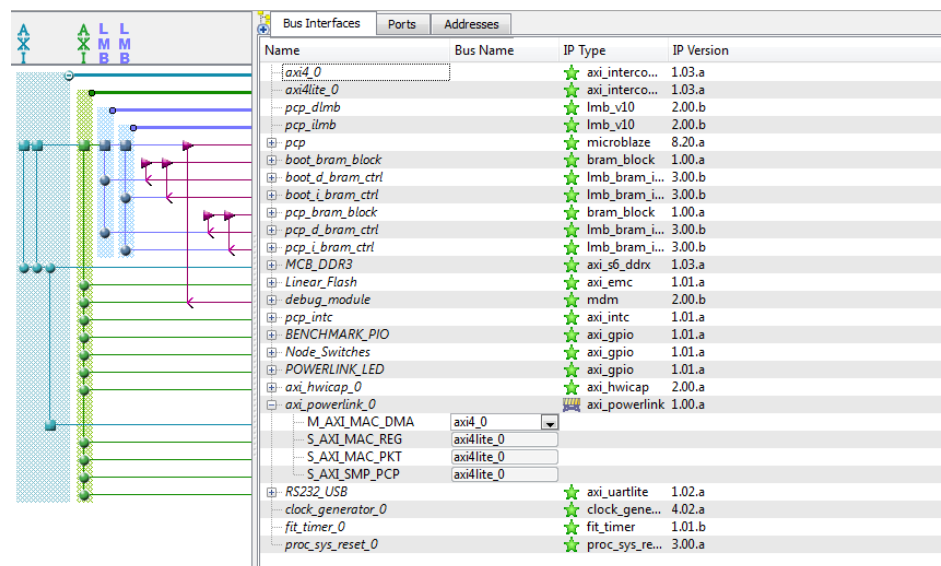 Bus Interfaces Ports Addresses
AXI AXI LMB LMB
Name Bus Name IP Type IP Version
axi4_0 axi_interco... 1.03.a
axi4lite_0 axi_interco... 1.03.a
pcp_dlmb lmb_v10 2.00.b
pcp_ilmb lmb_v10 2.00.b
pcp microblaze 8.20.a
boot_bram_block bram_block 1.00.a
boot_d_bram_ctrl lmb_bram_i... 3.00.b
boot_i_bram_ctrl lmb_bram_i... 3.00.b
pcp_bram_block bram_block 1.00.a
pcp_d_bram_ctrl lmb_bram_i... 3.00.b
pcp_i_bram_ctrl lmb_bram_i... 3.00.b
MCB_DDR3 axi_s6_ddrx 1.03.a
Linear_Flash axi_emc 1.01.a
debug_module mdm 2.00.b
pcp_intc axi_intc 1.01.a
BENCHMARK_PIO axi_gpio 1.01.a
Node_Switches axi_gpio 1.01.a
POWERLINK_LED axi_gpio 1.01.a
axi_hwicap_0 axi_hwicap 2.00.a
axi_powerlink_0 axi_powerlink 1.00.a
M_AXI_MAC_DMA axi4_0
S_AXI_MAC_REG axi4lite_0
S_AXI_MAC_PKT axi4lite_0
S_AXI_SMP_PCP axi4lite_0
RS232_USB axi_uartlite 1.02.a
clock_generator_0 clock_gene... 4.02.a
fit_timer_0 fit_timer 1.01.b
proc_sys_reset_0 proc_sys_re... 3.00.a